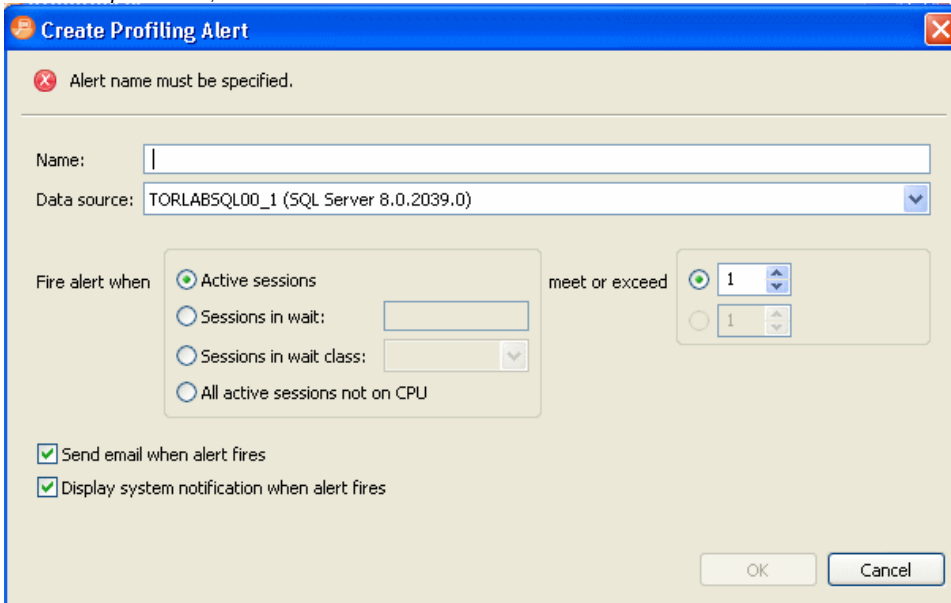 Create Profiling Alert
Alert name must be specified.
Name:
Data source: TORLABSQL00_1 (SQL Server 8.0.2039.0)
Fire alert when
Active sessions
meet or exceed
1
Sessions in wait:
1
Sessions in wait class:
All active sessions not on CPU
Send email when alert fires
Display system notification when alert fires
OK Cancel